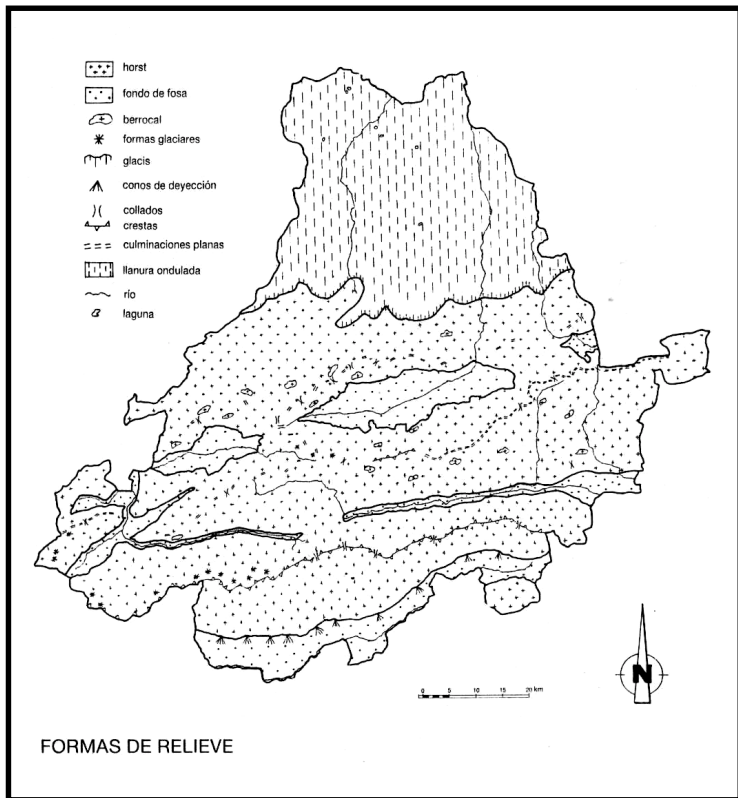 horst
fondo de fosa
berrocal
formas glaciares
glacis
conos de deyección
collados
crestas
culminaciones planas
llanura ondulada
río
laguna
0 5 10 15 20 km
N
FORMAS DE RELIEVE